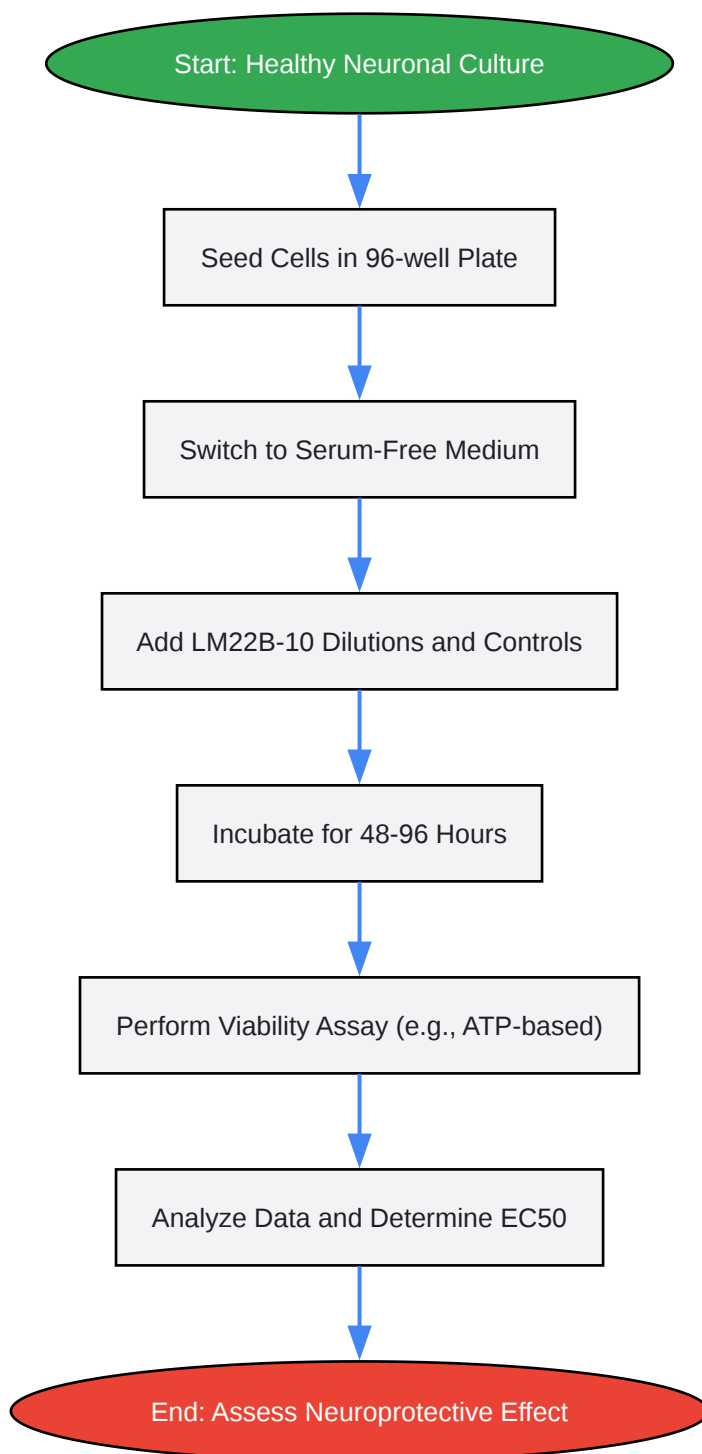 Start: Healthy Neuronal Culture
Seed Cells in 96-well Plate
Switch to Serum-Free Medium
Add LM22B-10 Dilutions and Controls
Incubate for 48-96 Hours
Perform Viability Assay (e.g., ATP-based)
Analyze Data and Determine EC50
End: Assess Neuroprotective Effect